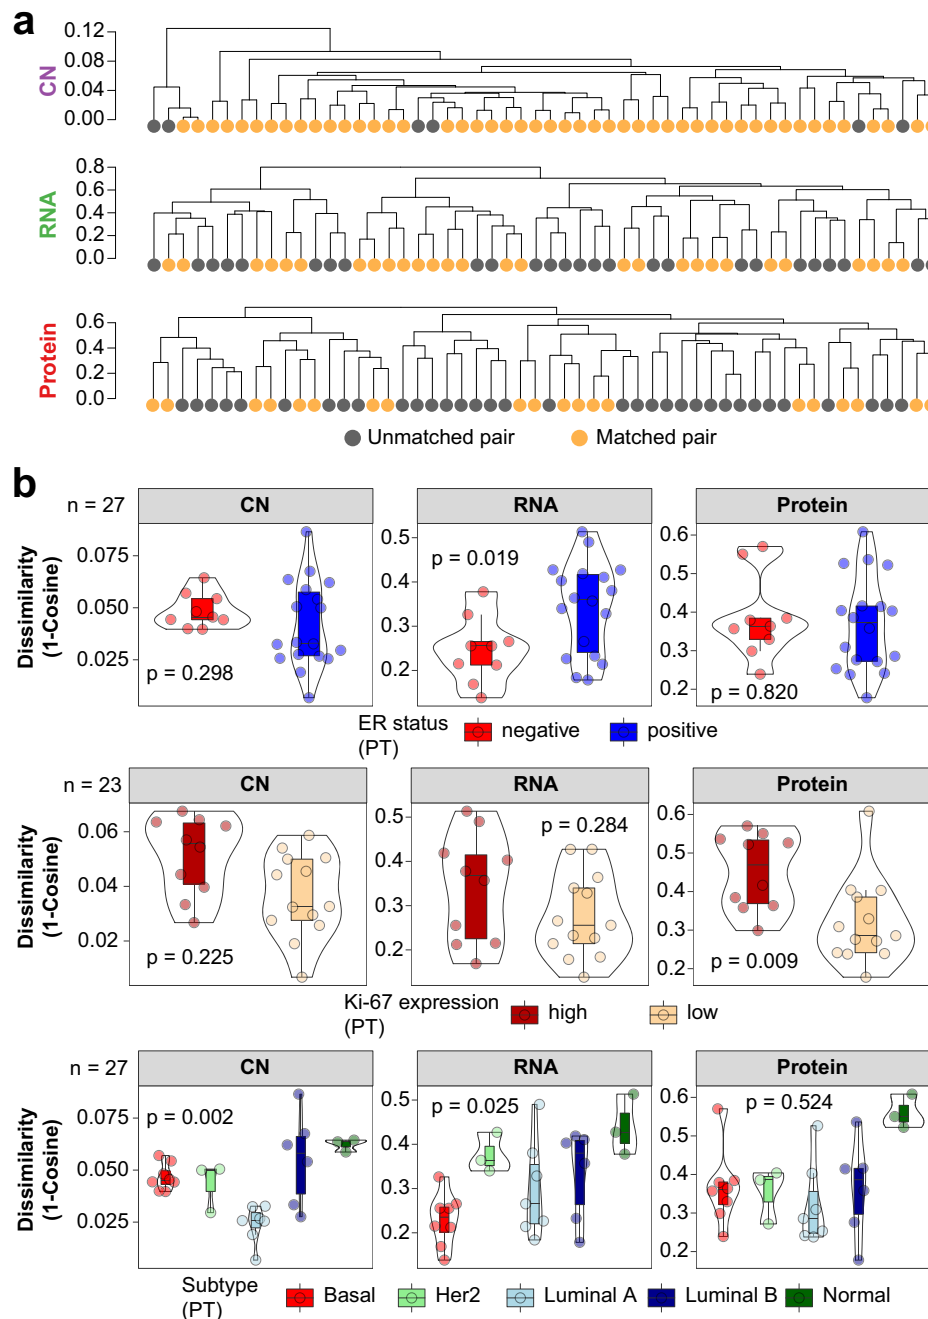 a
CN
0.12
0.08
0.04
0.00
RNA
0.8
0.6
0.4
0.2
0.0
Protein
0.6
0.4
0.2
0.0
Unmatched pair
Matched pair
b
n = 27
CN
RNA
Protein
Dissimilarity
(1-Cosine)
0.075
0.050
0.025
p = 0.298
0.5
0.4
0.3
0.2
p = 0.019
0.6
0.5
0.4
0.3
0.2
p = 0.820
ER status
(PT)
negative
positive
n = 23
CN
RNA
Protein
Dissimilarity
(1-Cosine)
0.06
0.04
0.02
p = 0.225
0.5
0.4
0.3
0.2
p = 0.284
0.6
0.5
0.4
0.3
0.2
p = 0.009
Ki-67 expression
(PT)
high
low
n = 27
CN
RNA
Protein
Dissimilarity
(1-Cosine)
0.075
0.050
0.025
p = 0.002
0.5
0.4
0.3
0.2
p = 0.025
0.6
0.5
0.4
0.3
0.2
p = 0.524
Subtype
(PT)
Basal
Her2
Luminal A
Luminal B
Normal